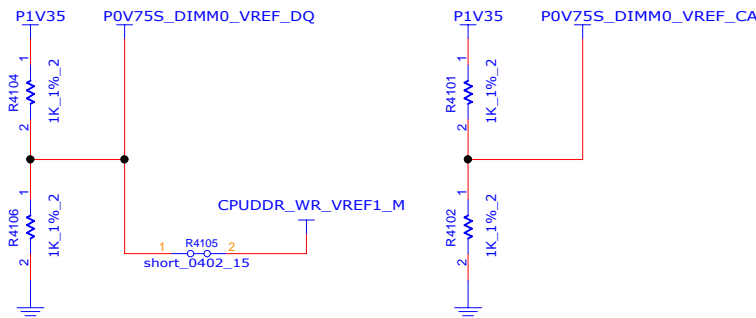 P1V35
P0V75S_DIMM0_VREF_DQ
P1V35
P0V75S_DIMM0_VREF_CA
1
R4104
1K_1%_2
2
1
R4101
1K_1%_2
2
1
R4106
1K_1%_2
2
CPUDDR_WR_VREF1_M
1
R4105
2
short_0402_15
1
R4102
1K_1%_2
2